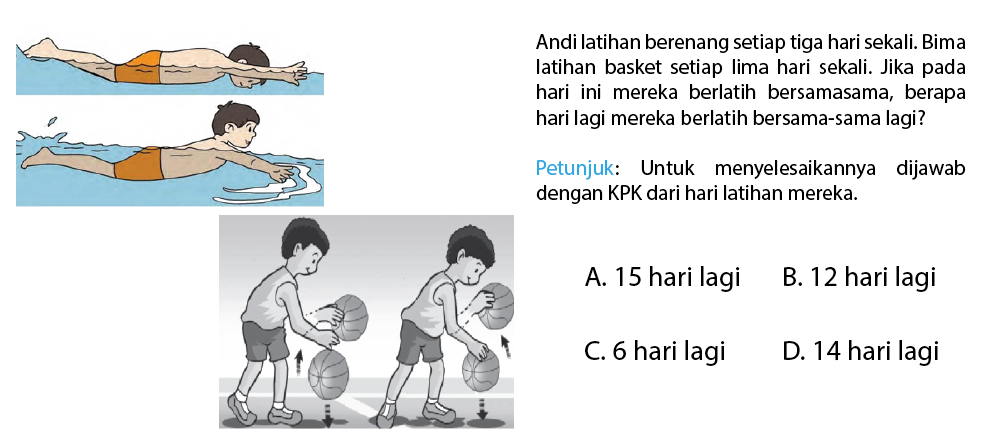 Andi latihan berenang setiap tiga hari sekali. Bima
latihan basket setiap lima hari sekali. Jika pada
hari ini mereka berlatih bersamasama, berapa
hari lagi mereka berlatih bersama-sama lagi?
Petunjuk: Untuk menyelesaikannya dijawab
dengan KPK dari hari latihan mereka.
A. 15 hari lagi B. 12 hari lagi
C. 6 hari lagi D. 14 hari lagi